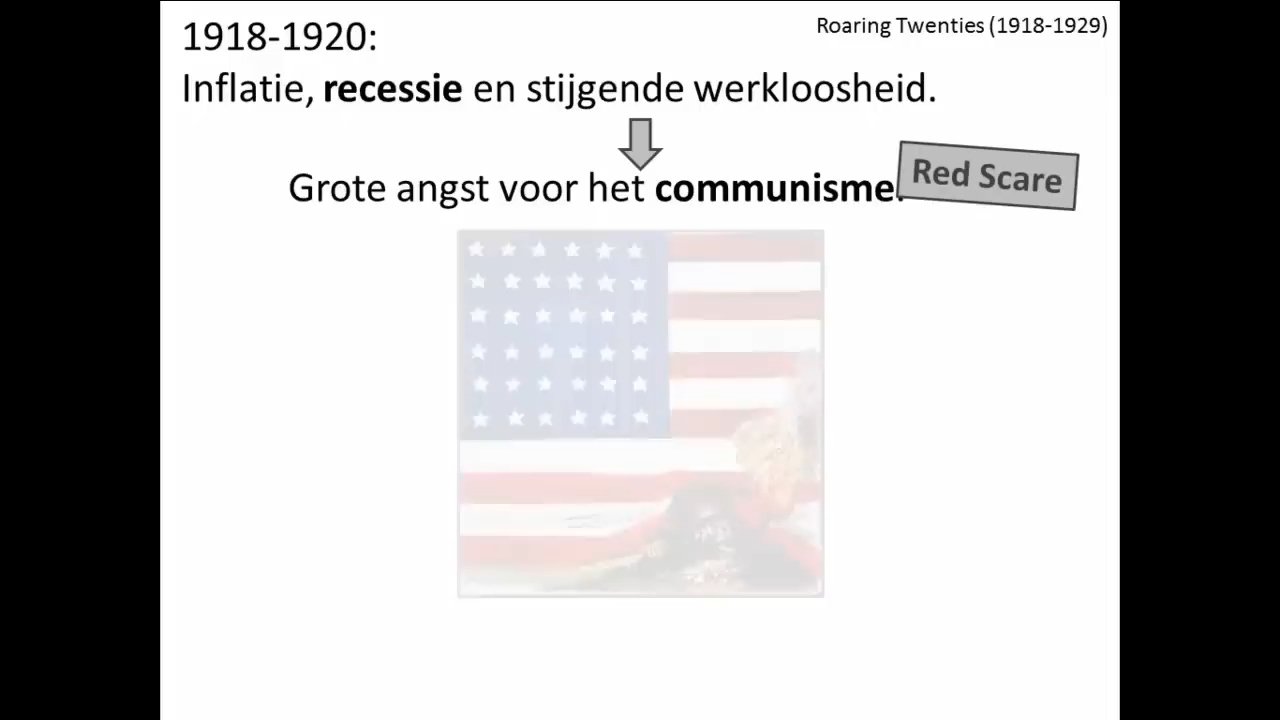 Roaring Twenties (1918-1929)
1918-1920:
Inflatie, recessie en stijgende werkloosheid.
Grote angst voor het communisme.
Red Scare